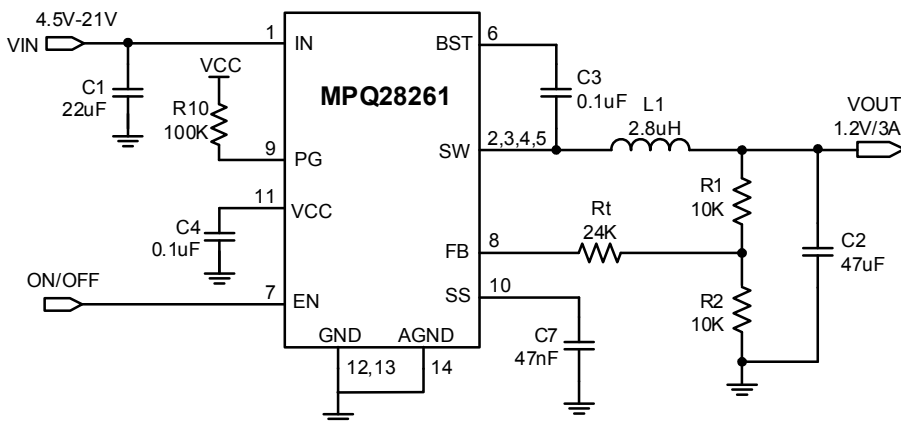 4.5V-21V
VIN
1
IN
BST
6
C1
22uF
VCC
R10
100K
MPQ28261
C3
0.1uF
L1
2.8uH
VOUT
1.2V/3A
9
PG
SW
2,3,4,5
11
VCC
C4
0.1uF
R1
10K
Rt
24K
FB
8
C2
47uF
ON/OFF
7
EN
SS
10
R2
10K
GND
AGND
12,13
14
C7
47nF